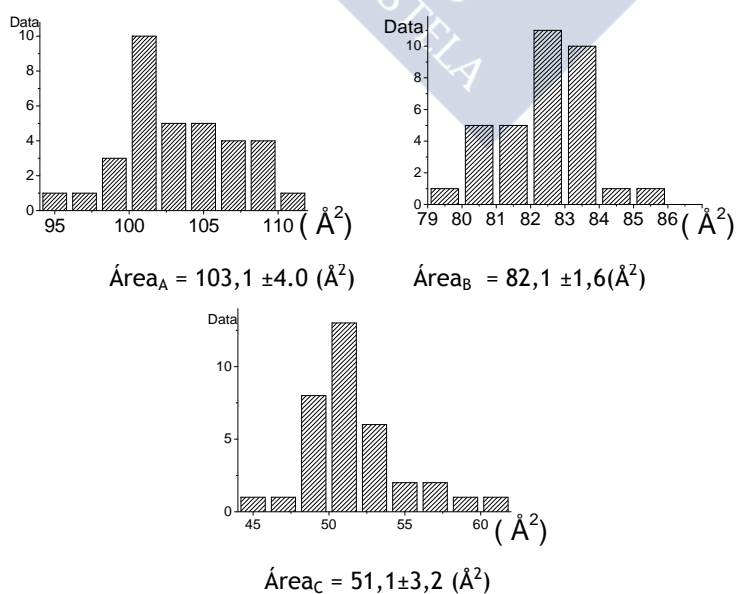 Data
10
8
6
4
2
0
95 100 105 110 ( Å²)
Área_A = 103,1 ±4.0 (Å²)
Data
10
8
6
4
2
0
79 80 81 82 83 84 85 86 ( Å²)
Área_B = 82,1 ±1,6(Å²)
Data
10
5
0
45 50 55 60 ( Å²)
Área_C = 51,1±3,2 (Å²)